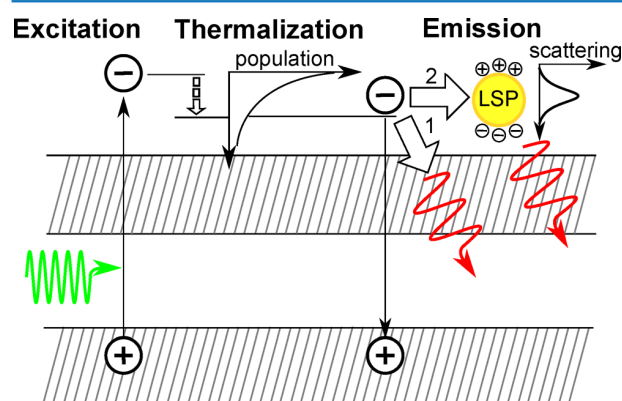 Excitation
Thermalization
Emission
population
scattering
−
−
2
1
⊕⊕⊕
LSP
⊖⊖⊖
+
+